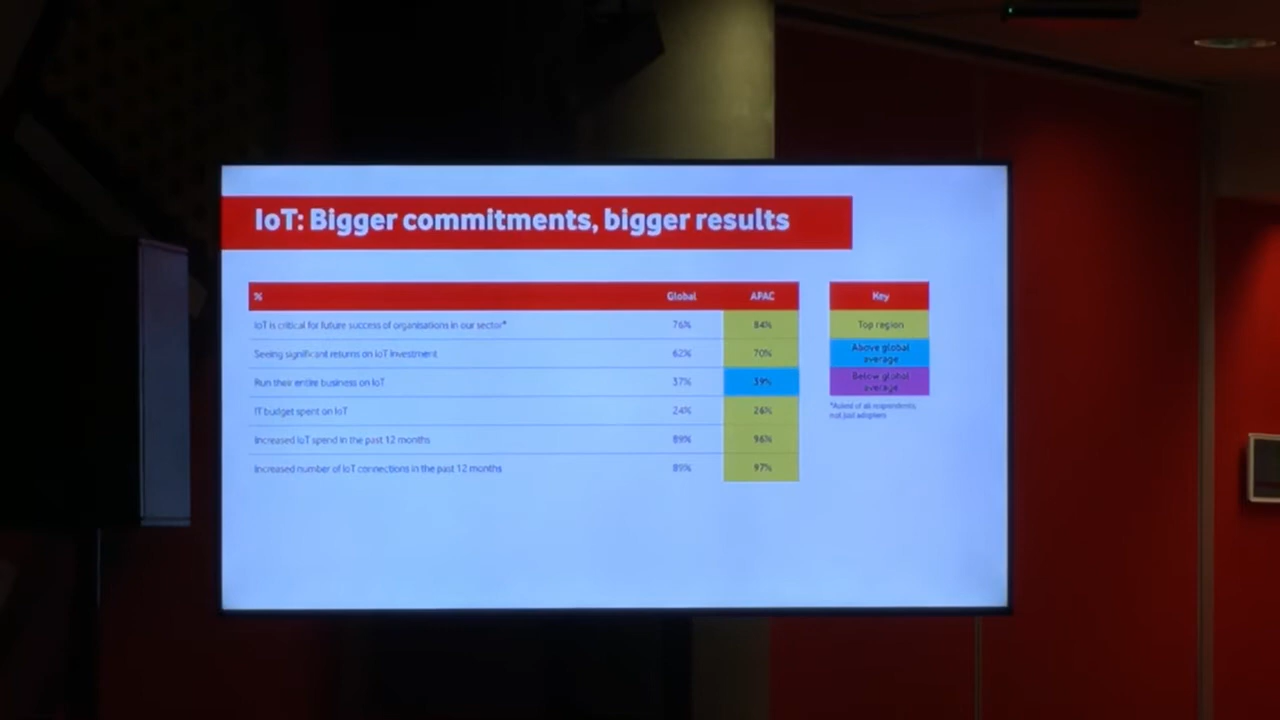 IoT: Bigger commitments, bigger results
% Global APAC
IoT is critical for future success of organisations in our sector* 76% 84%
Seeing significant returns on IoT investment 62% 70%
Run their entire business on IoT 37% 39%
IT budget spent on IoT 24% 26%
Increased IoT spend in the past 12 months 89% 96%
Increased number of IoT connections in the past 12 months 89% 97%
Key
Top region
Above global
average
Below global
average
*Asked of all respondents,
not just adopters